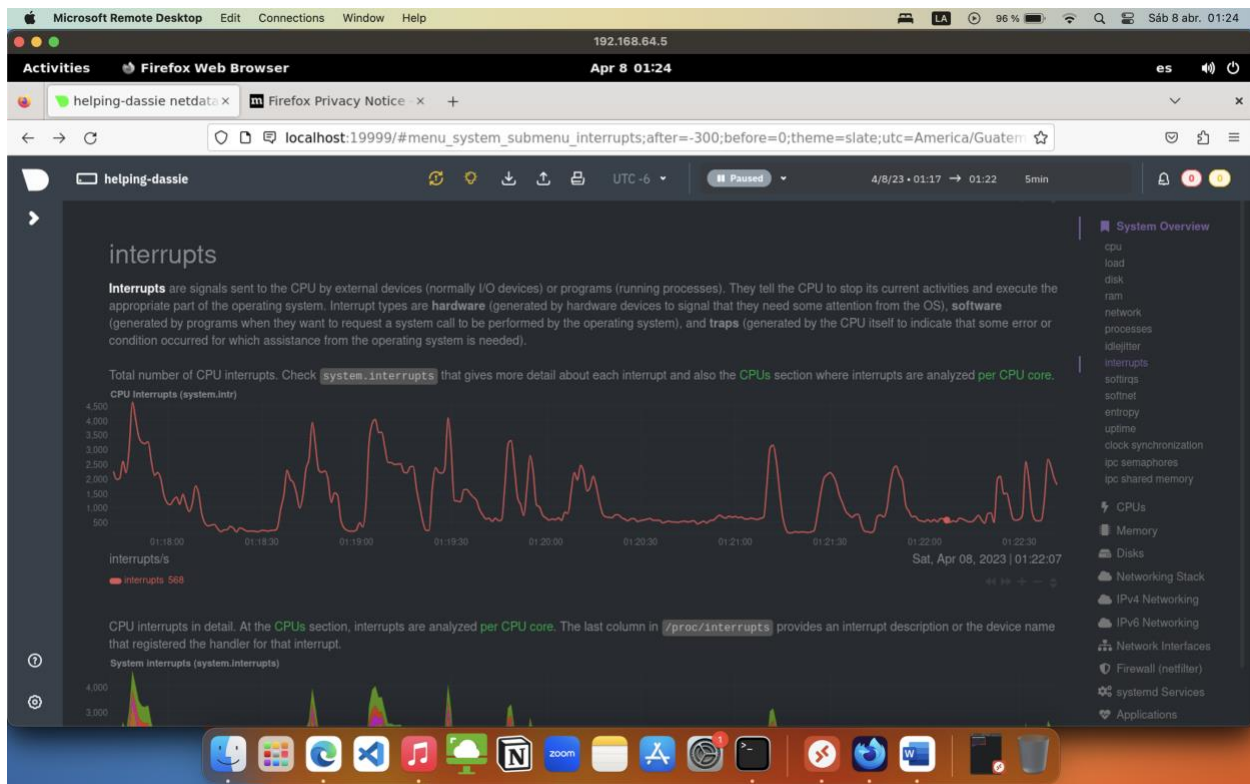 Microsoft Remote Desktop Edit Connections Window Help LA 96 % Sáb 8 abr. 01:24
192.168.64.5
Activities Firefox Web Browser Apr 8 01:24 es
helping-dassie netdata × Firefox Privacy Notice - × +
localhost:19999/#menu_system_submenu_interrupts;after=-300;before=0;theme=slate;utc=America/Guatem
helping-dassie UTC -6 Paused 4/8/23 • 01:17 → 01:22 5min 0 0
interrupts
Interrupts are signals sent to the CPU by external devices (normally I/O devices) or programs (running processes). They tell the CPU to stop its current activities and execute the
appropriate part of the operating system. Interrupt types are hardware (generated by hardware devices to signal that they need some attention from the OS), software
(generated by programs when they want to request a system call to be performed by the operating system), and traps (generated by the CPU itself to indicate that some error or
condition occurred for which assistance from the operating system is needed).
Total number of CPU interrupts. Check system.interrupts that gives more detail about each interrupt and also the CPUs section where interrupts are analyzed per CPU core.
CPU Interrupts (system.intr)
4,500
4,000
3,500
3,000
2,500
2,000
1,500
1,000
500
01:18:00 01:18:30 01:19:00 01:19:30 01:20:00 01:20:30 01:21:00 01:21:30 01:22:00 01:22:30
interrupts/s Sat, Apr 08, 2023 | 01:22:07
interrupts 568
CPU interrupts in detail. At the CPUs section, interrupts are analyzed per CPU core. The last column in /proc/interrupts provides an interrupt description or the device name
that registered the handler for that interrupt.
System interrupts (system.interrupts)
4,000
3,000
System Overview
cpu
load
disk
ram
network
processes
idlejitter
interrupts
softirqs
softnet
entropy
uptime
clock synchronization
ipc semaphores
ipc shared memory
CPUs
Memory
Disks
Networking Stack
IPv4 Networking
IPv6 Networking
Network Interfaces
Firewall (netfilter)
systemd Services
Applications
zoom
1